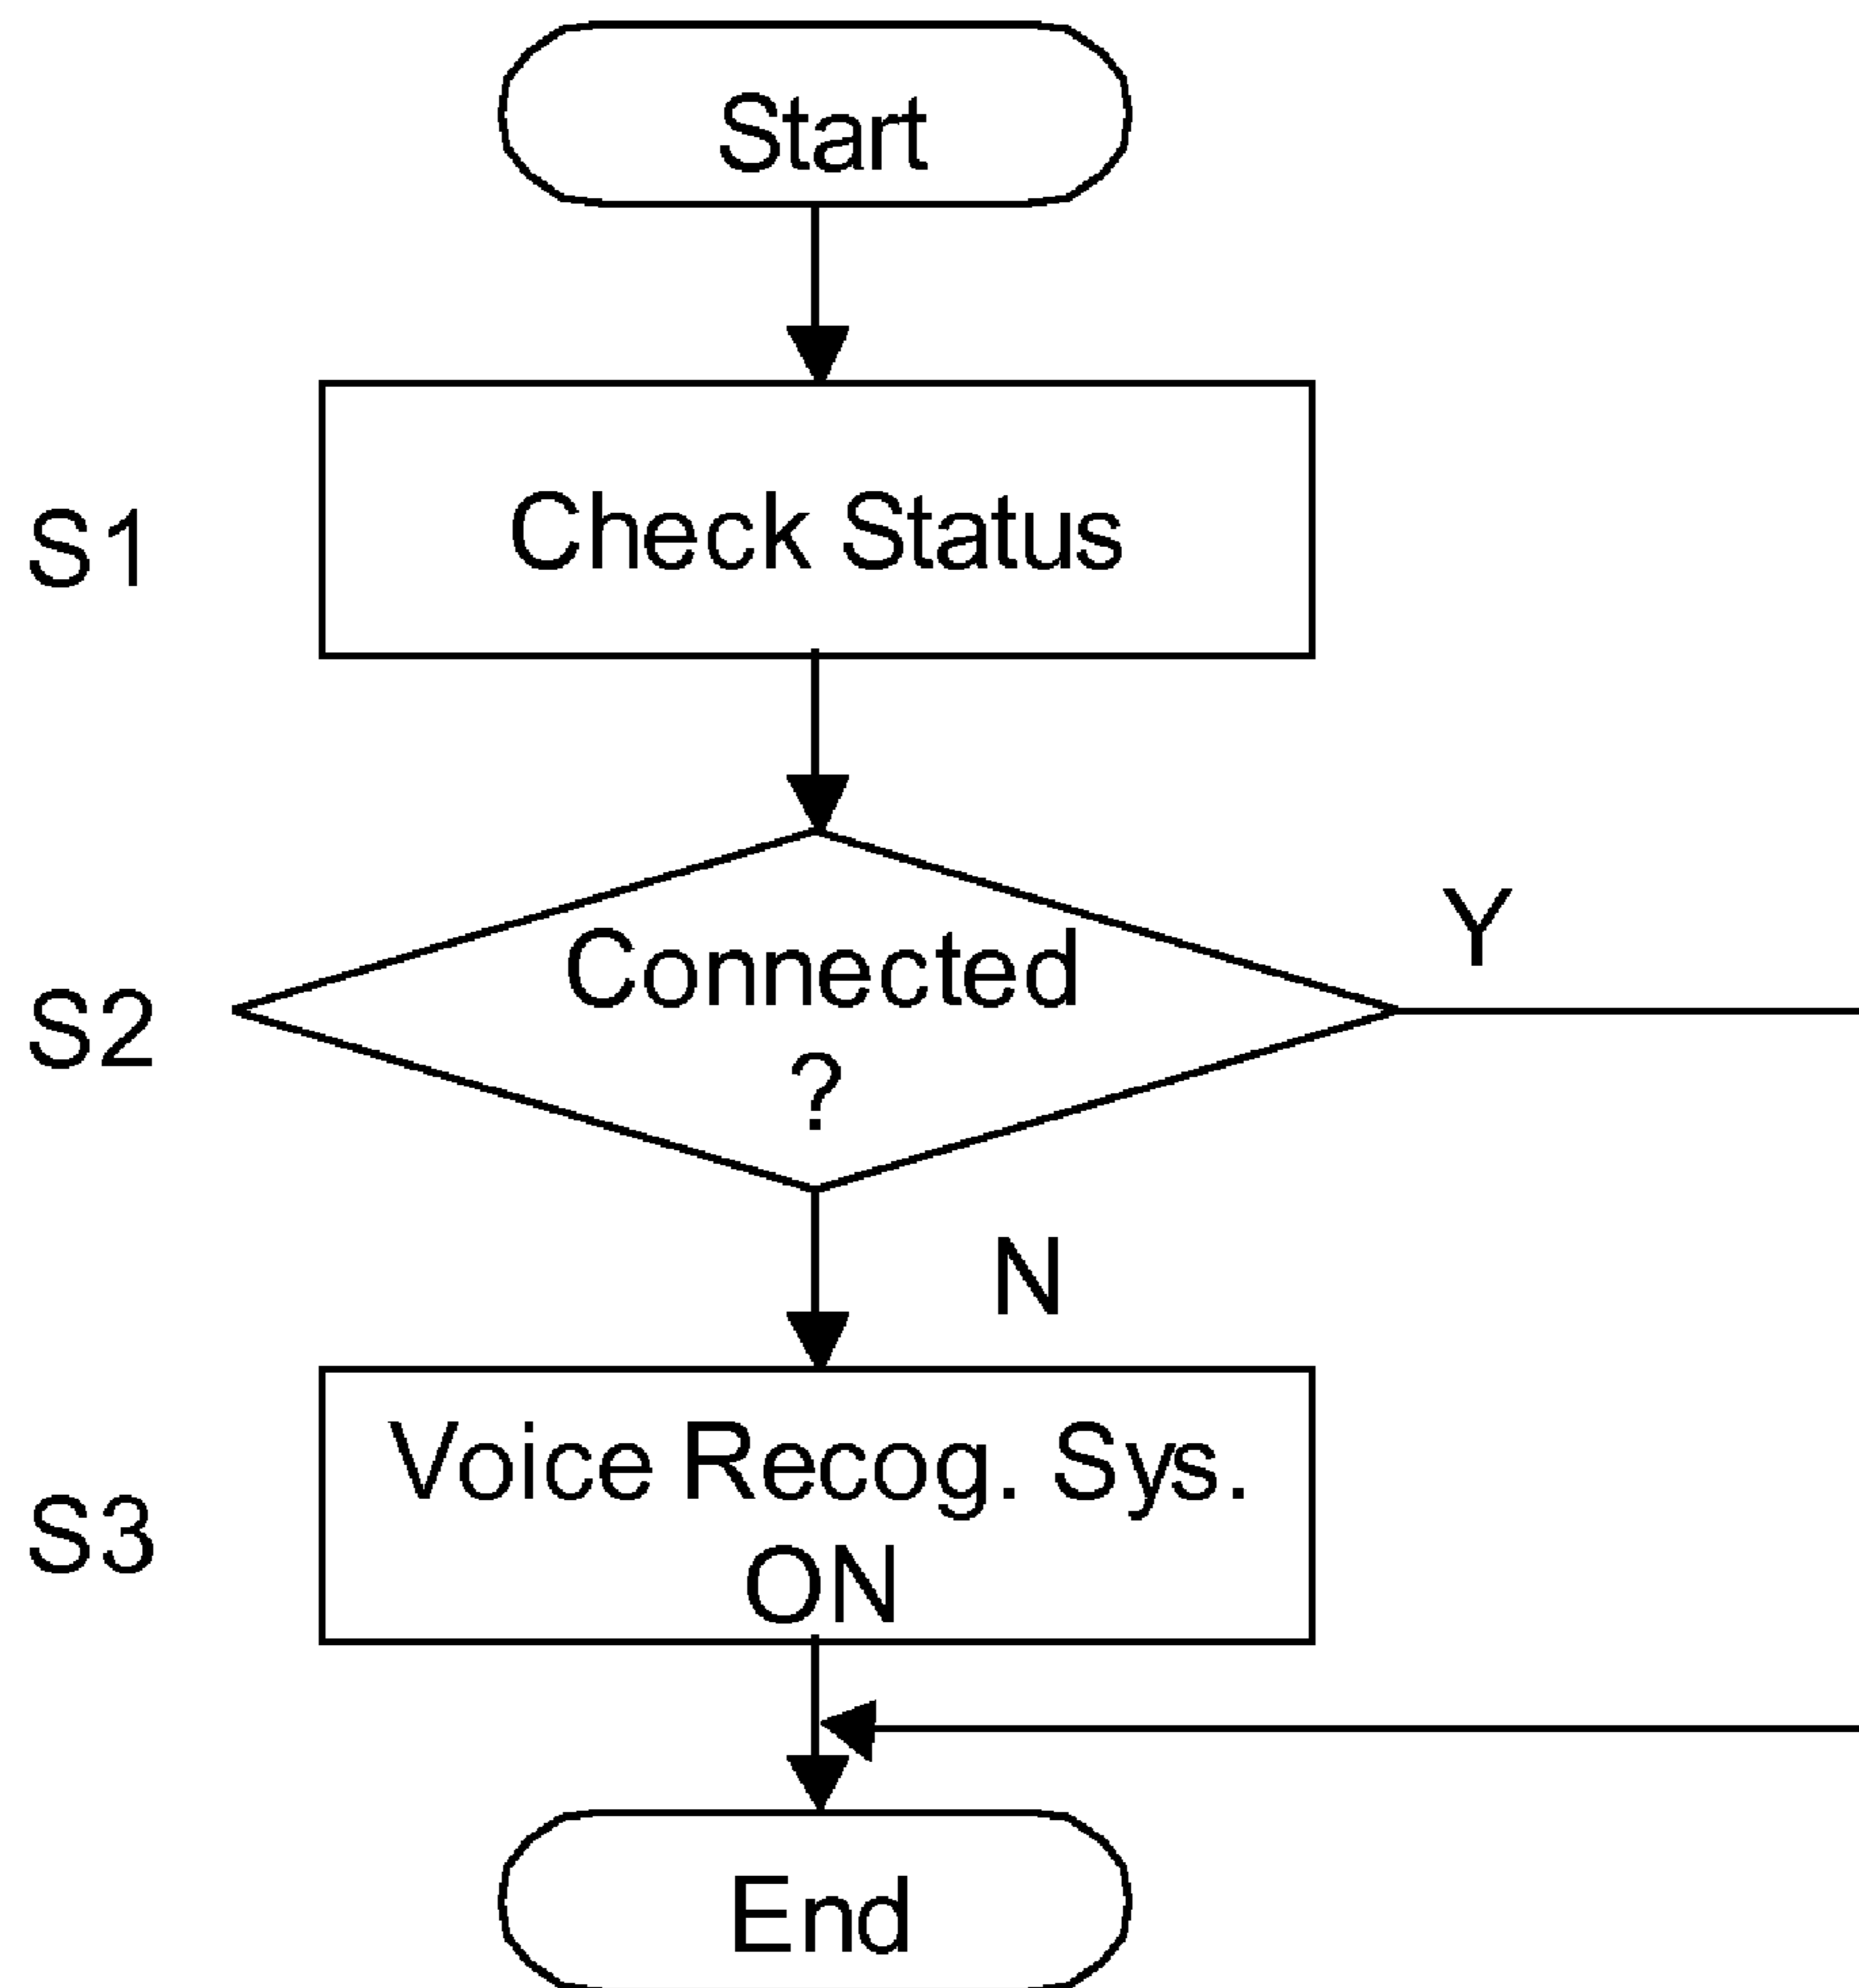 Start
S1
Check Status
S2
Connected
?
Y
N
S3
Voice Recog. Sys.
ON
End